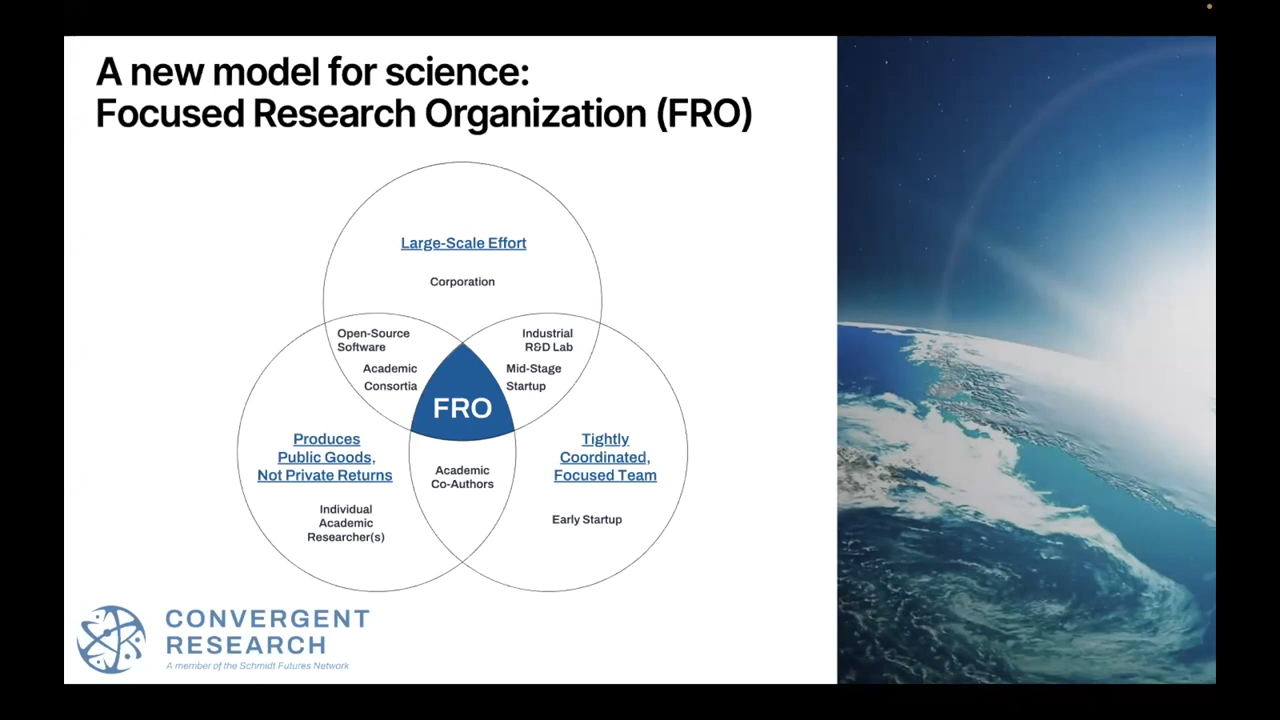 A new model for science:
Focused Research Organization (FRO)
Large-Scale Effort
Corporation
Open-Source
Software
Academic
Consortia
Industrial
R&D Lab
Mid-Stage
Startup
FRO
Produces
Public Goods,
Not Private Returns
Individual
Academic
Researcher(s)
Academic
Co-Authors
Tightly
Coordinated,
Focused Team
Early Startup
CONVERGENT
RESEARCH
A member of the Schmidt Futures Network